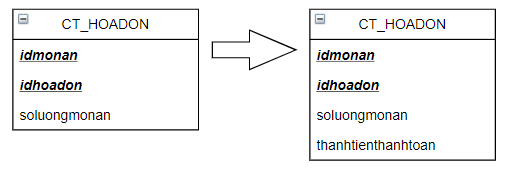 CT_HOADON
idmonan
idhoadon
soluongmonan
CT_HOADON
idmonan
idhoadon
soluongmonan
thanhtienthanhtoan